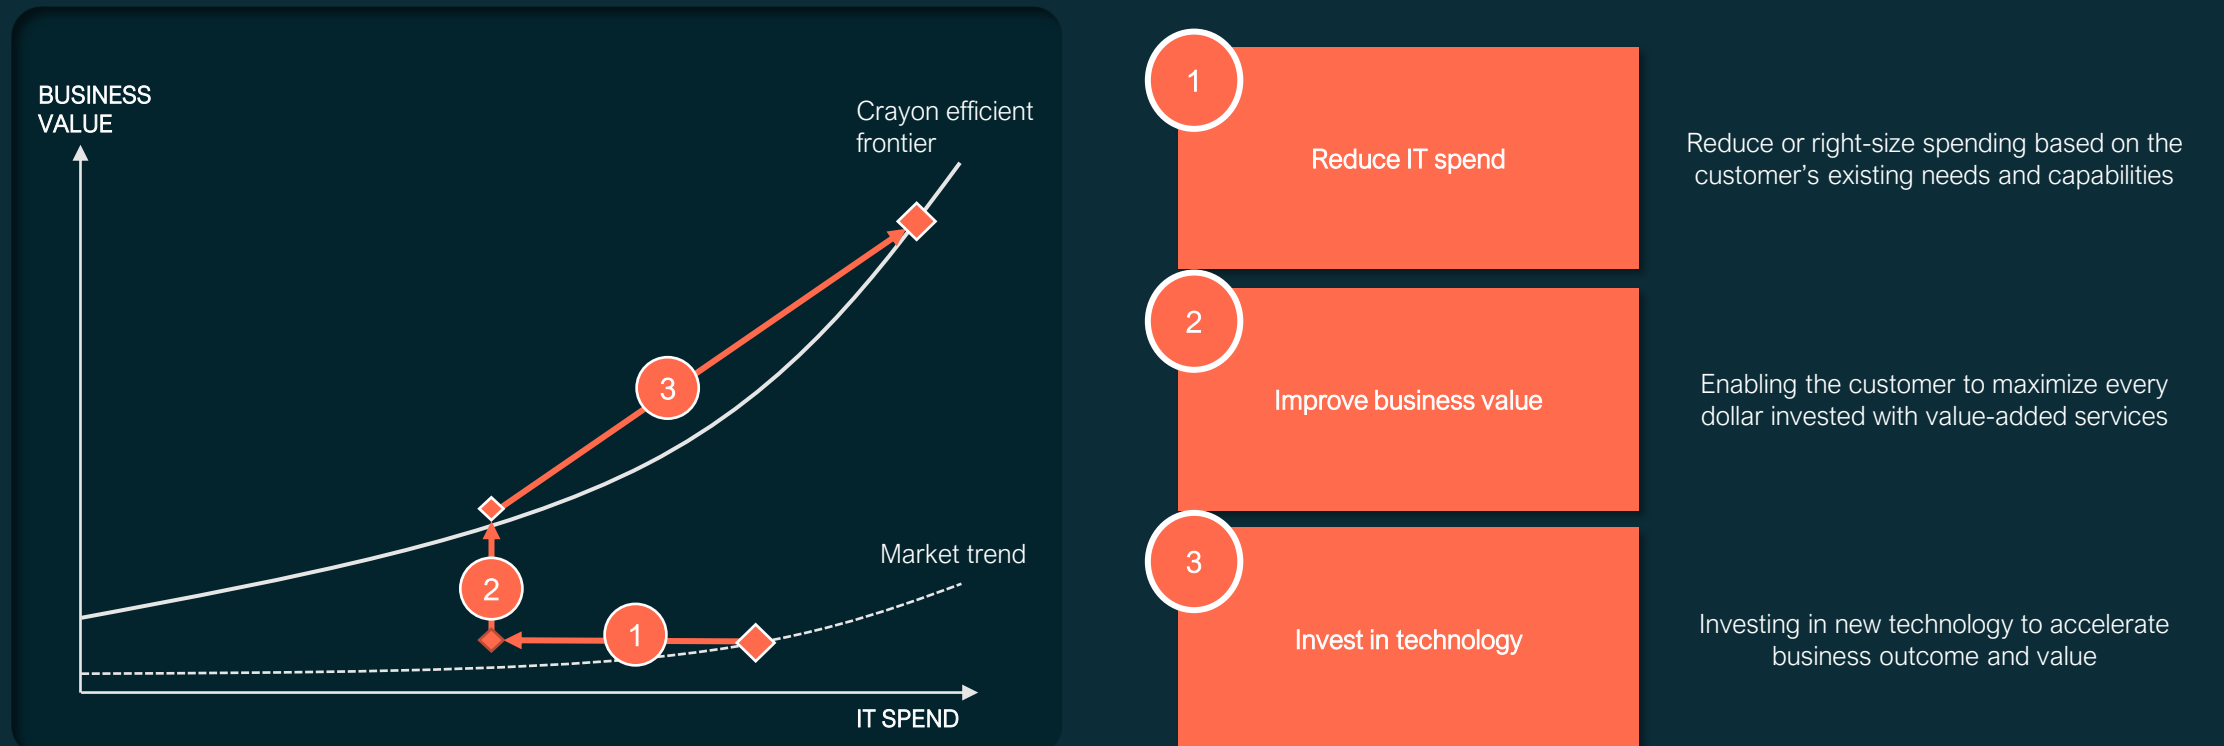 BUSINESS
VALUE
Crayon efficient
frontier
3
2
1
Market trend
IT SPEND
1
Reduce IT spend
Reduce or right-size spending based on the
customer’s existing needs and capabilities
2
Improve business value
Enabling the customer to maximize every
dollar invested with value-added services
3
Invest in technology
Investing in new technology to accelerate
business outcome and value